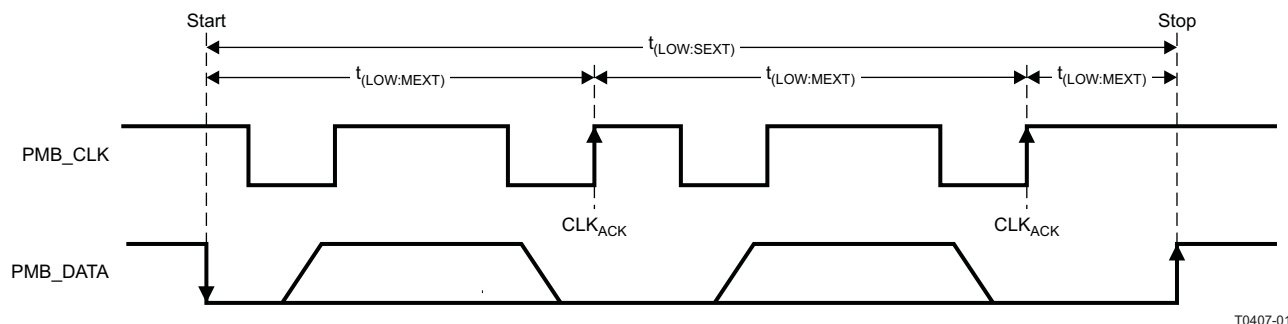 Start
Stop
t(LOW:SEXT)
t(LOW:MEXT)
t(LOW:MEXT)
t(LOW:MEXT)
PMB_CLK
CLKACK
CLKACK
PMB_DATA
T0407-01